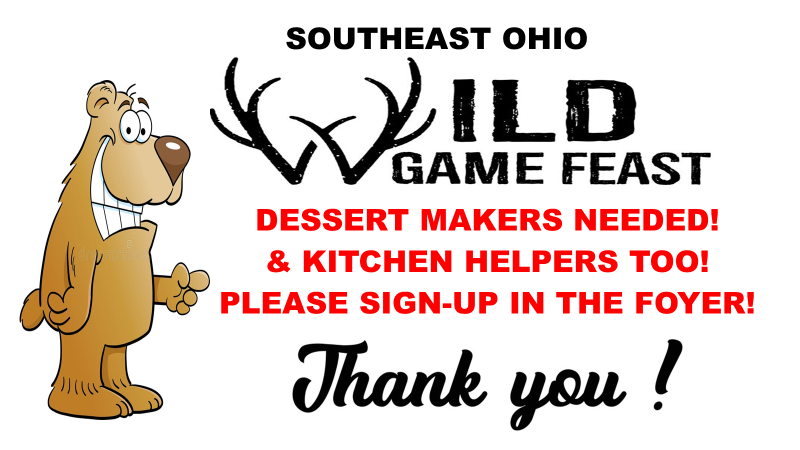 SOUTHEAST OHIO
WILD
GAME FEAST
DESSERT MAKERS NEEDED!
& KITCHEN HELPERS TOO!
PLEASE SIGN-UP IN THE FOYER!
Thank you !